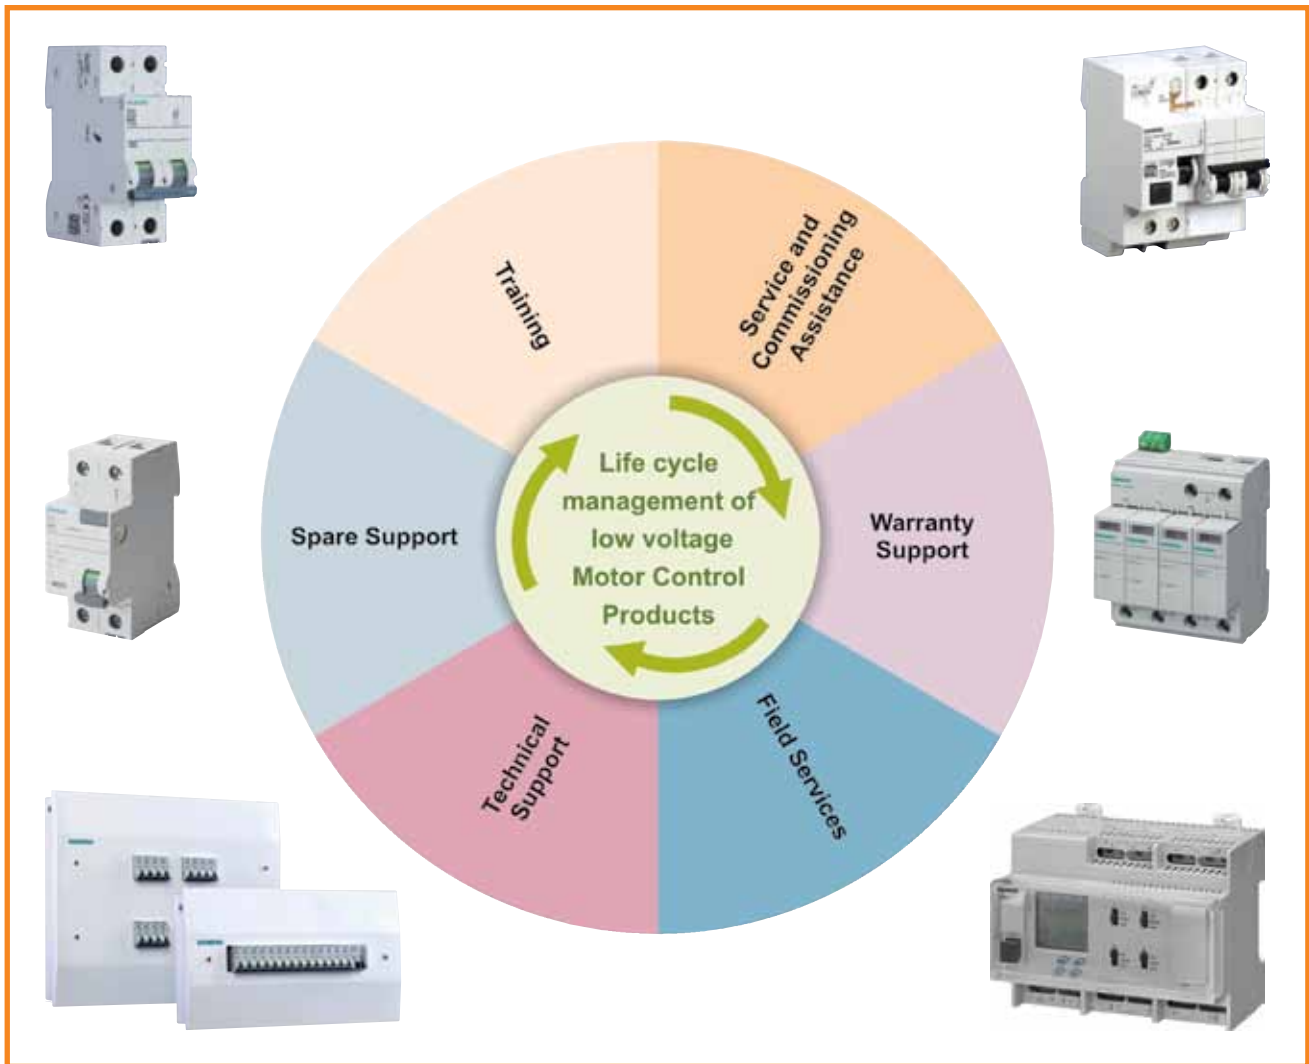 Training
Service and
Commissioning
Assistance
Spare Support
Life cycle
management of
low voltage
Motor Control
Products
Warranty
Support
Technical
Support
Field Services
SIEMENS